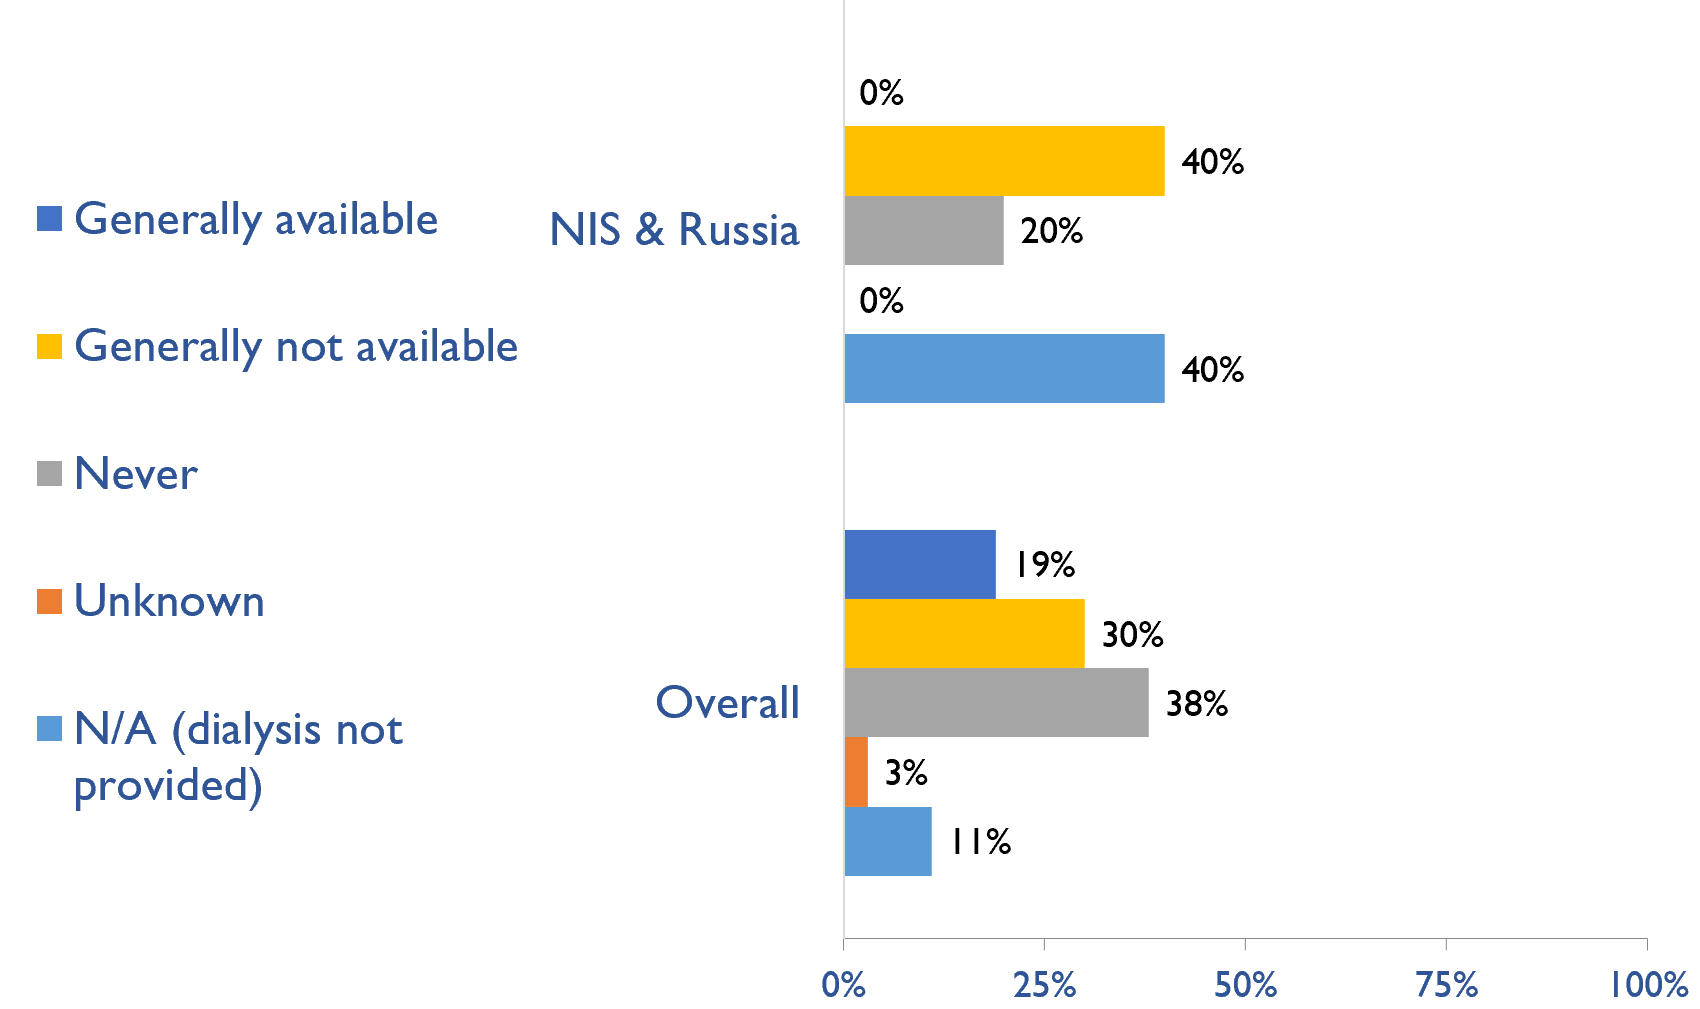 Generally available
Generally not available
Never
Unknown
N/A (dialysis not
provided)
NIS & Russia
0%
40%
20%
0%
40%
Overall
19%
30%
38%
3%
11%
0%
25%
50%
75%
100%